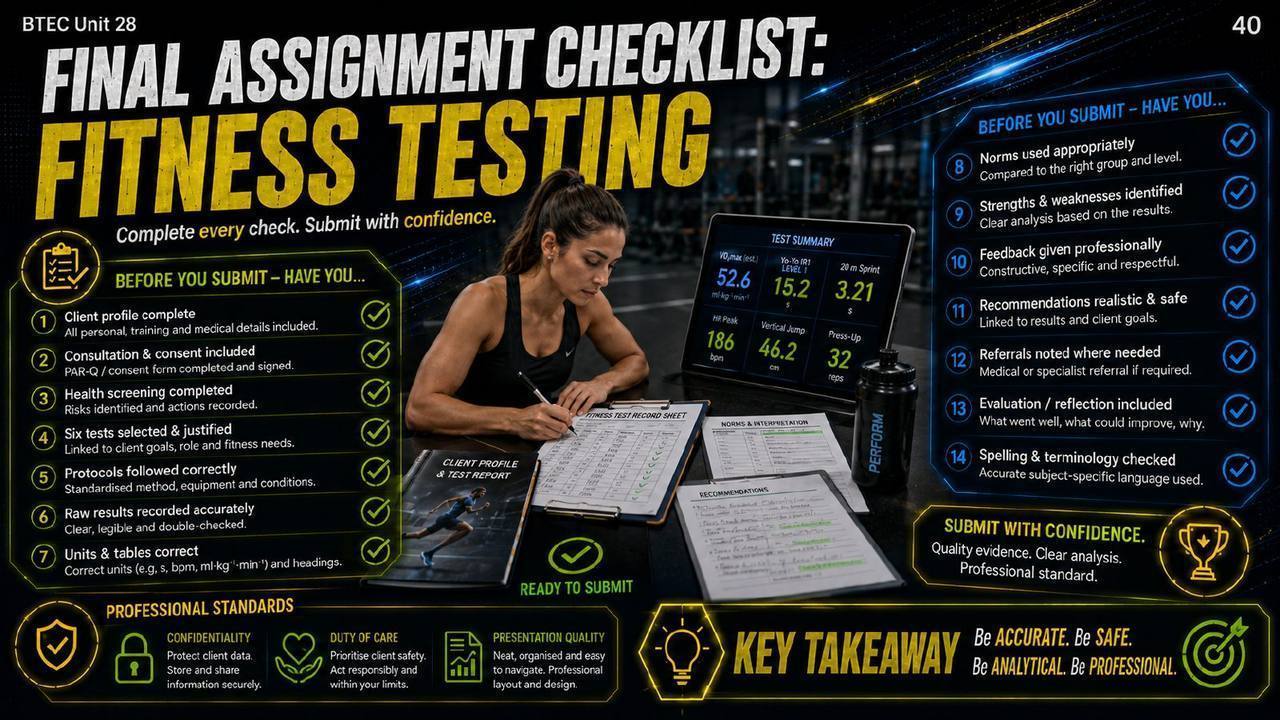 BTEC Unit 28
40
FINAL ASSIGNMENT CHECKLIST:
FITNESS TESTING
Complete every check. Submit with confidence.
BEFORE YOU SUBMIT – HAVE YOU...
1 Client profile complete
All personal, training and medical details included.
2 Consultation & consent included
PAR-Q / consent form completed and signed.
3 Health screening completed
Risks identified and actions recorded.
4 Six tests selected & justified
Linked to client goals, role and fitness needs.
5 Protocols followed correctly
Standardised method, equipment and conditions.
6 Raw results recorded accurately
Clear, legible and double-checked.
7 Units & tables correct
Correct units (e.g, s, bpm, ml·kg⁻¹·min⁻¹) and headings.
TEST SUMMARY
VO₂max (est.)
52.6
ml·kg⁻¹·min⁻¹
Yo-Yo IR1
LEVEL 1
15.2
s
20 m Sprint
3.21
s
HR Peak
186
bpm
Vertical Jump
46.2
cm
Press-Up
32
reps
PERFORM
FITNESS TEST RECORD SHEET
NORMS & INTERPRETATION
RECOMMENDATIONS
CLIENT PROFILE
& TEST REPORT
READY TO SUBMIT
BEFORE YOU SUBMIT – HAVE YOU...
8 Norms used appropriately
Compared to the right group and level.
9 Strengths & weaknesses identified
Clear analysis based on the results.
10 Feedback given professionally
Constructive, specific and respectful.
11 Recommendations realistic & safe
Linked to results and client goals.
12 Referrals noted where needed
Medical or specialist referral if required.
13 Evaluation / reflection included
What went well, what could improve, why.
14 Spelling & terminology checked
Accurate subject-specific language used.
SUBMIT WITH CONFIDENCE.
Quality evidence. Clear analysis.
Professional standard.
PROFESSIONAL STANDARDS
CONFIDENTIALITY
Protect client data.
Store and share
information securely.
DUTY OF CARE
Prioritise client safety.
Act responsibly and
within your limits.
PRESENTATION QUALITY
Neat, organised and easy
to navigate. Professional
layout and design.
KEY TAKEAWAY
Be ACCURATE. Be SAFE.
Be ANALYTICAL. Be PROFESSIONAL.